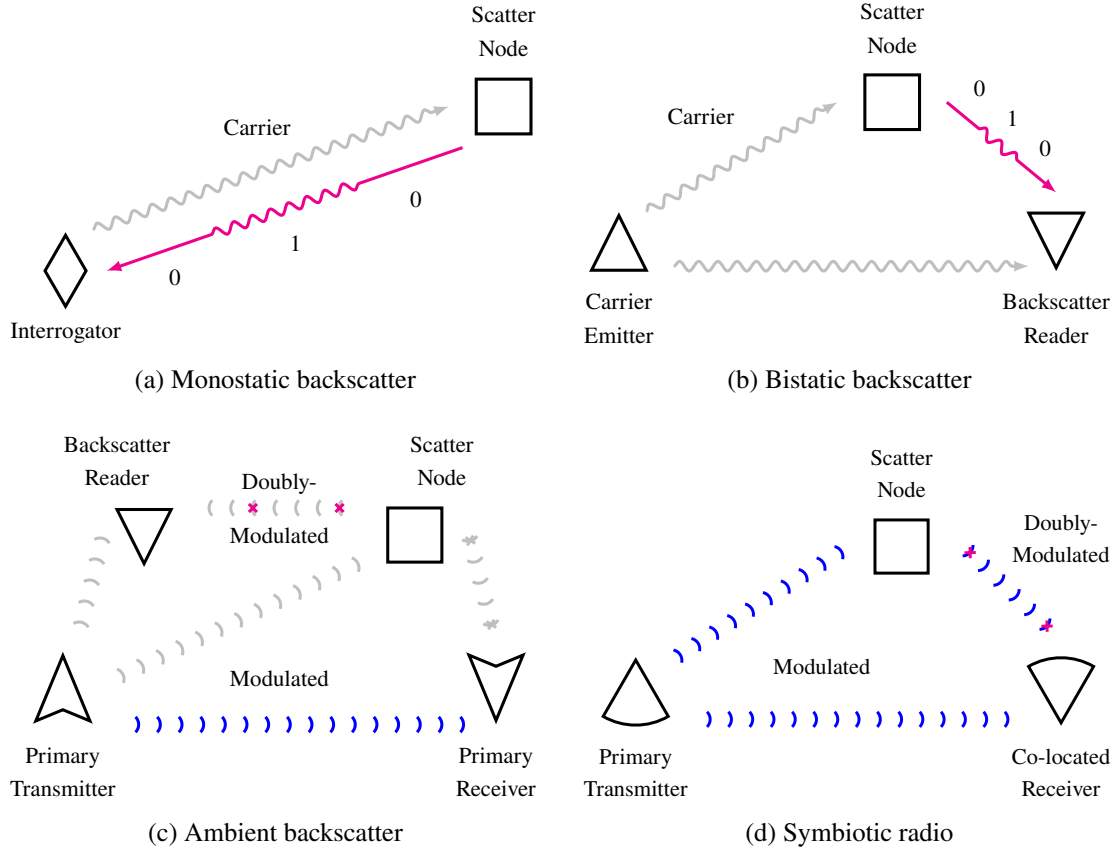 Scatter
Node
Carrier
0
1
0
Interrogator
(a) Monostatic backscatter
Scatter
Node
Carrier
0
1
0
Carrier
Emitter
Backscatter
Reader
(b) Bistatic backscatter
Backscatter
Reader
Doubly-
Modulated
Scatter
Node
Modulated
Primary
Transmitter
Primary
Receiver
(c) Ambient backscatter
Scatter
Node
Doubly-
Modulated
Modulated
Primary
Transmitter
Co-located
Receiver
(d) Symbiotic radio